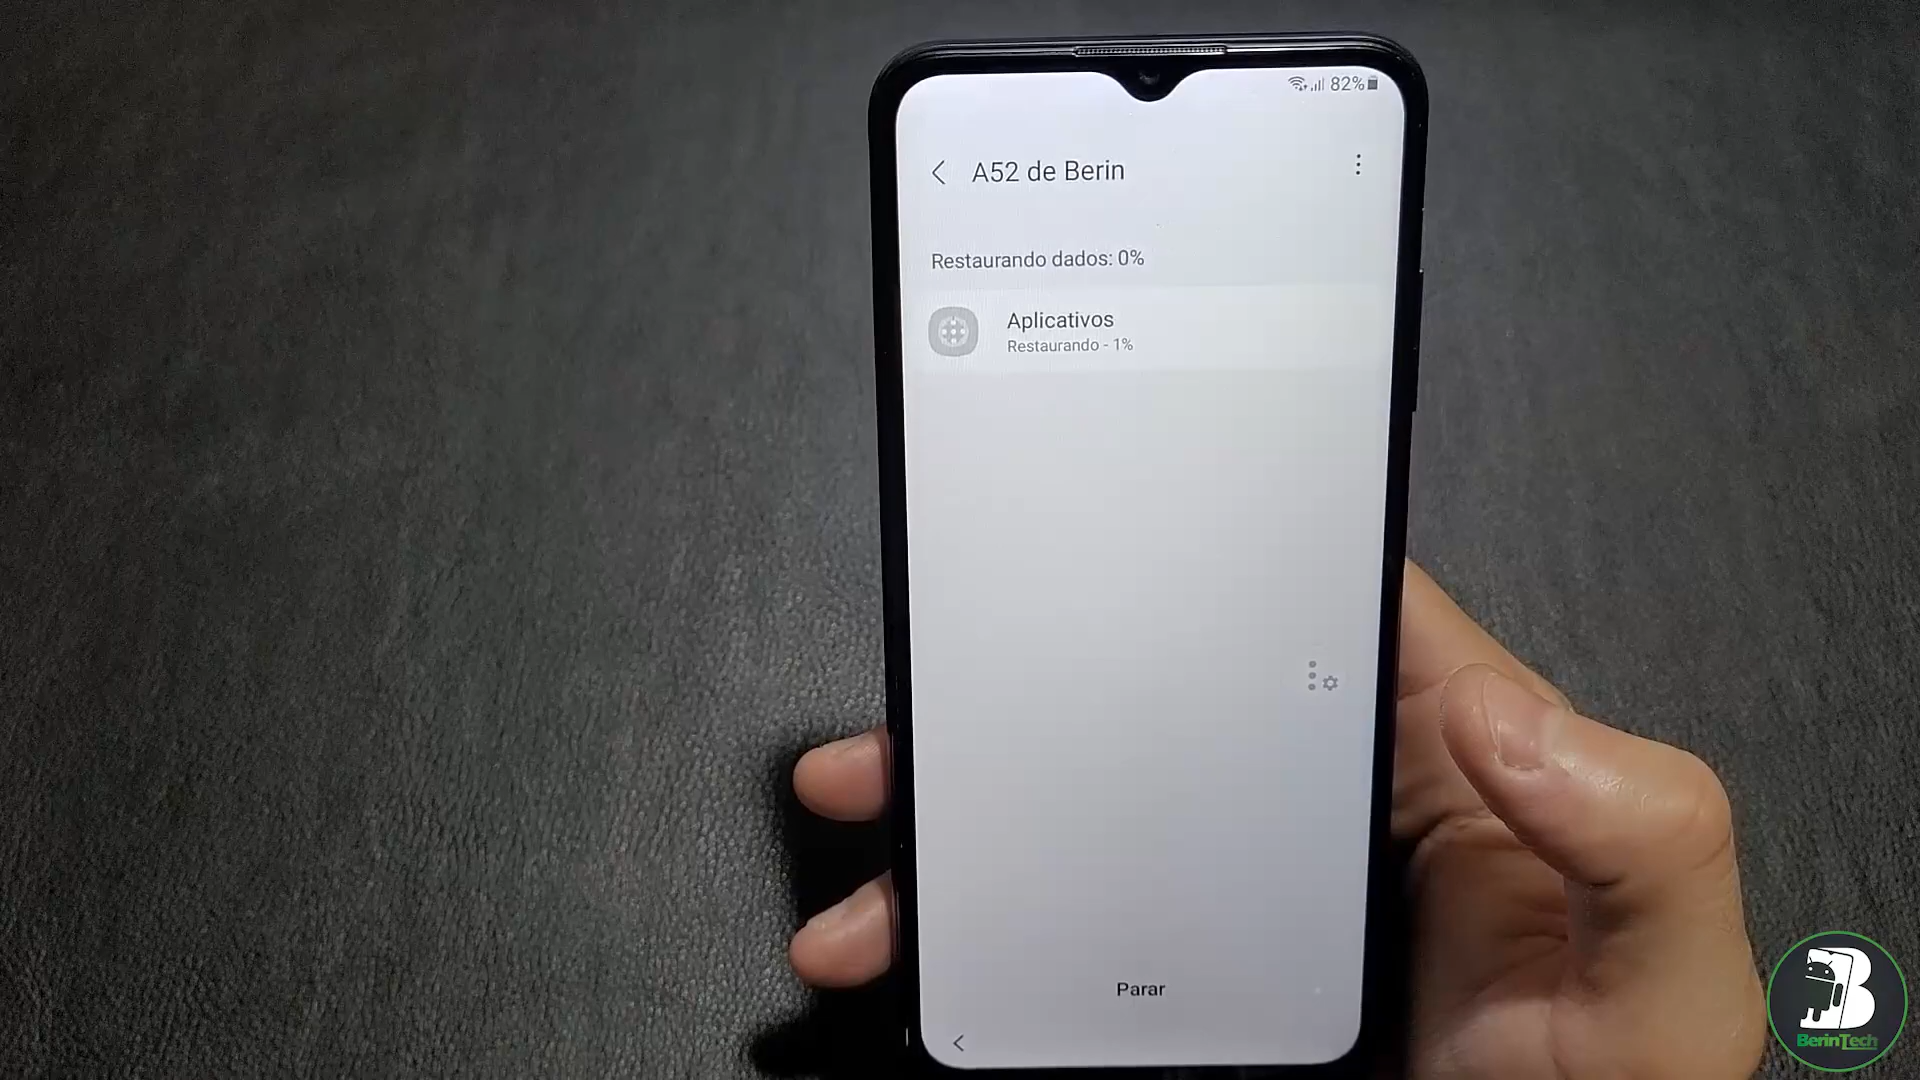 82%
A52 de Berin
Restaurando dados: 0%
Aplicativos
Restaurando - 1%
Parar
B
BerinTech